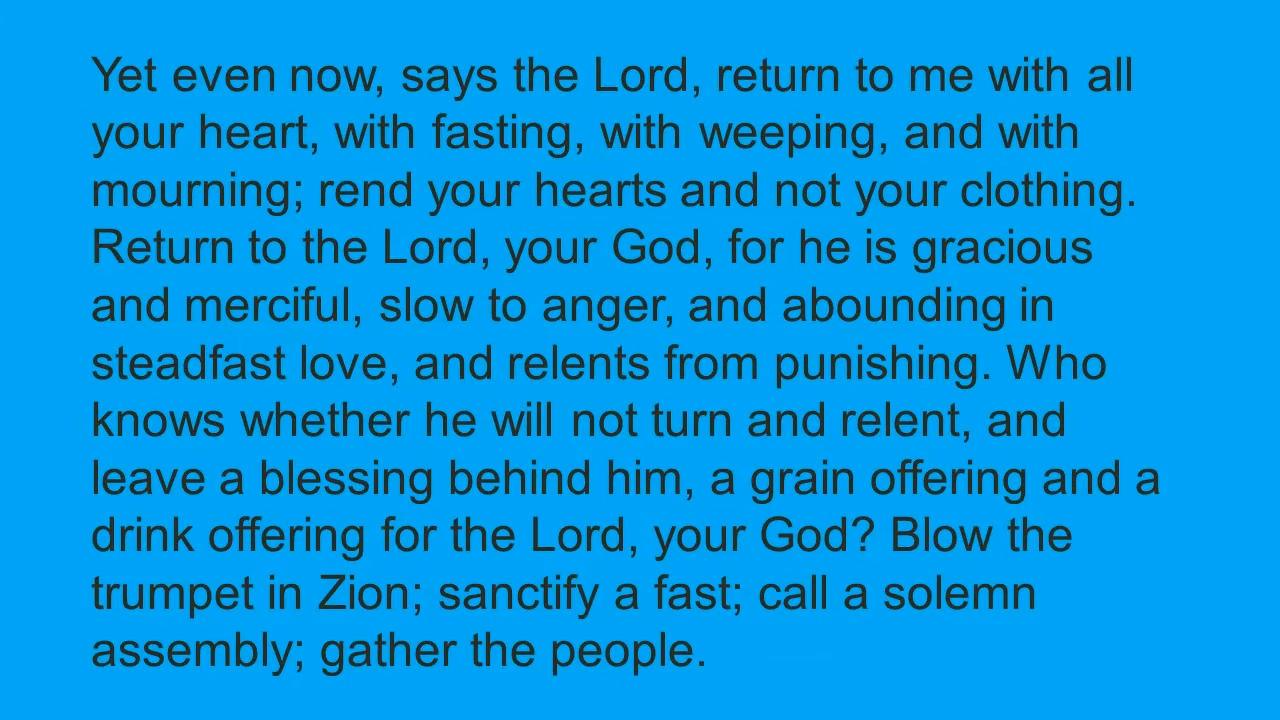 Yet even now, says the Lord, return to me with all
your heart, with fasting, with weeping, and with
mourning; rend your hearts and not your clothing.
Return to the Lord, your God, for he is gracious
and merciful, slow to anger, and abounding in
steadfast love, and relents from punishing. Who
knows whether he will not turn and relent, and
leave a blessing behind him, a grain offering and a
drink offering for the Lord, your God? Blow the
trumpet in Zion; sanctify a fast; call a solemn
assembly; gather the people.